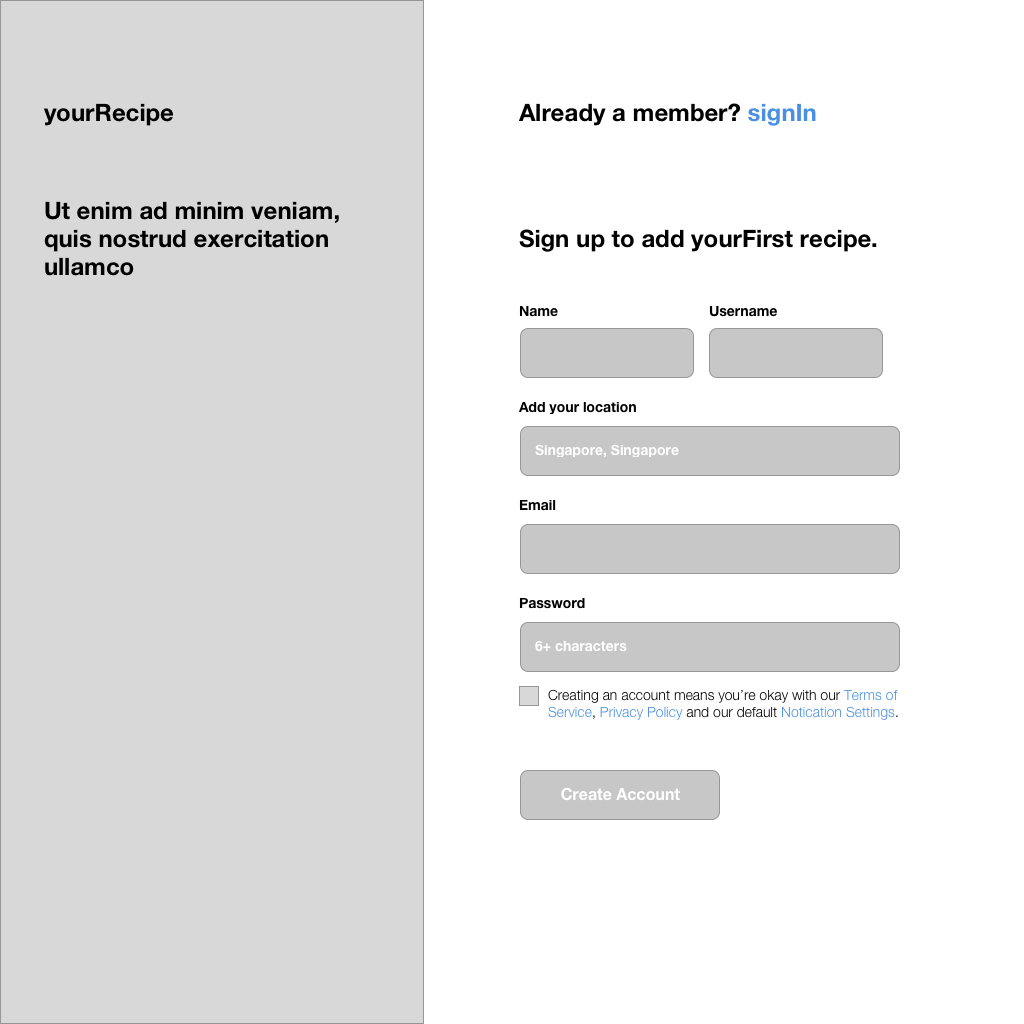 yourRecipe
Ut enim ad minim veniam,
quis nostrud exercitation
ullamco
Already a member? signIn
Sign up to add yourFirst recipe.
Name
Username
Add your location
Singapore, Singapore
Email
Password
6+ characters
Creating an account means you’re okay with our Terms of
Service, Privacy Policy and our default Notication Settings.
Create Account